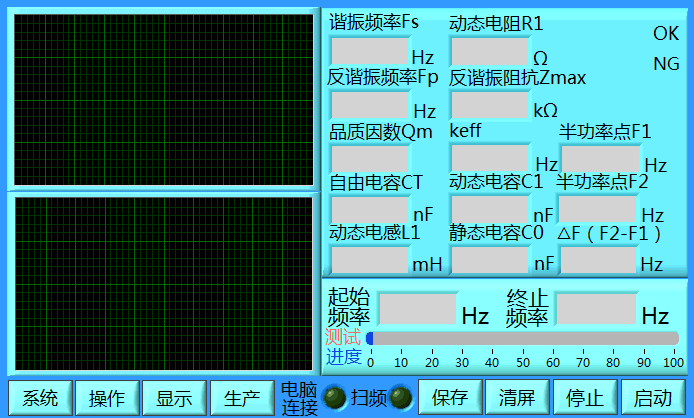 谐振频率Fs 动态电阻R1 OK
Hz Ω NG
反谐振频率Fp 反谐振阻抗Zmax
Hz kΩ
品质因数Qm keff 半功率点F1
Hz Hz
自由电容CT 动态电容C1 半功率点F2
nF nF Hz
动态电感L1 静态电容C0 △F（F2-F1）
mH nF Hz
起始频率 Hz 终止频率 Hz
测试进度
0 10 20 30 40 50 60 70 80 90 100
系统 操作 显示 生产 电脑连接 扫频 保存 清屏 停止 启动